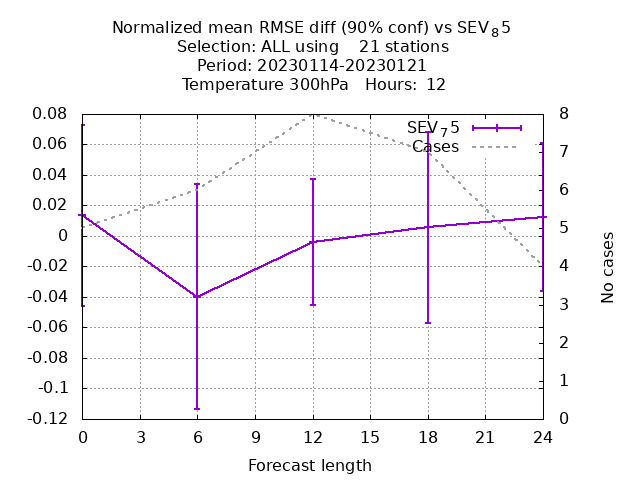 Normalized mean RMSE diff (90% conf) vs SEV₈5
Selection: ALL using    21 stations
Period: 20230114-20230121
Temperature 300hPa   Hours:  12
SEV₇5
Cases
0.08
0.06
0.04
0.02
0
-0.02
-0.04
-0.06
-0.08
-0.1
-0.12
8
7
6
5
4
3
2
1
0
No cases
0 3 6 9 12 15 18 21 24
Forecast length